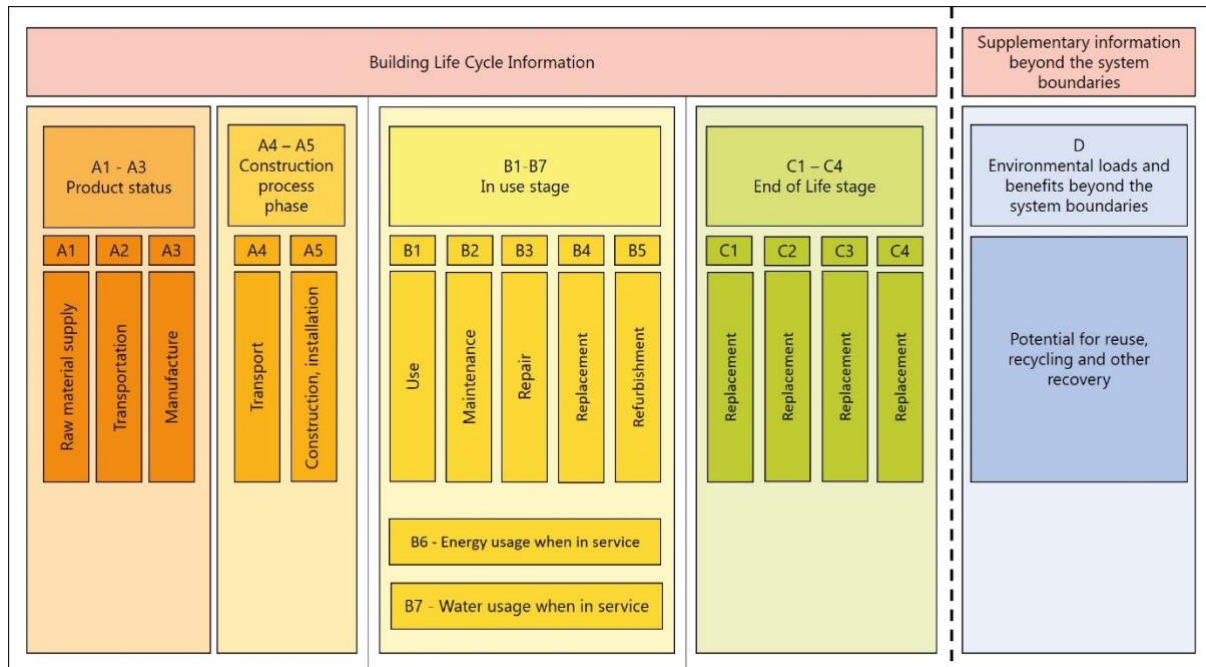 Building Life Cycle Information
Supplementary information
beyond the system
boundaries
A1 - A3
Product status
A4 – A5
Construction
process
phase
B1-B7
In use stage
C1 – C4
End of Life stage
D
Environmental loads and
benefits beyond the
system boundaries
A1
A2
A3
A4
A5
B1
B2
B3
B4
B5
C1
C2
C3
C4
Raw material supply
Transportation
Manufacture
Transport
Construction, installation
Use
Maintenance
Repair
Replacement
Refurbishment
Replacement
Replacement
Replacement
Replacement
Potential for reuse,
recycling and other
recovery
B6 - Energy usage when in service
B7 - Water usage when in service